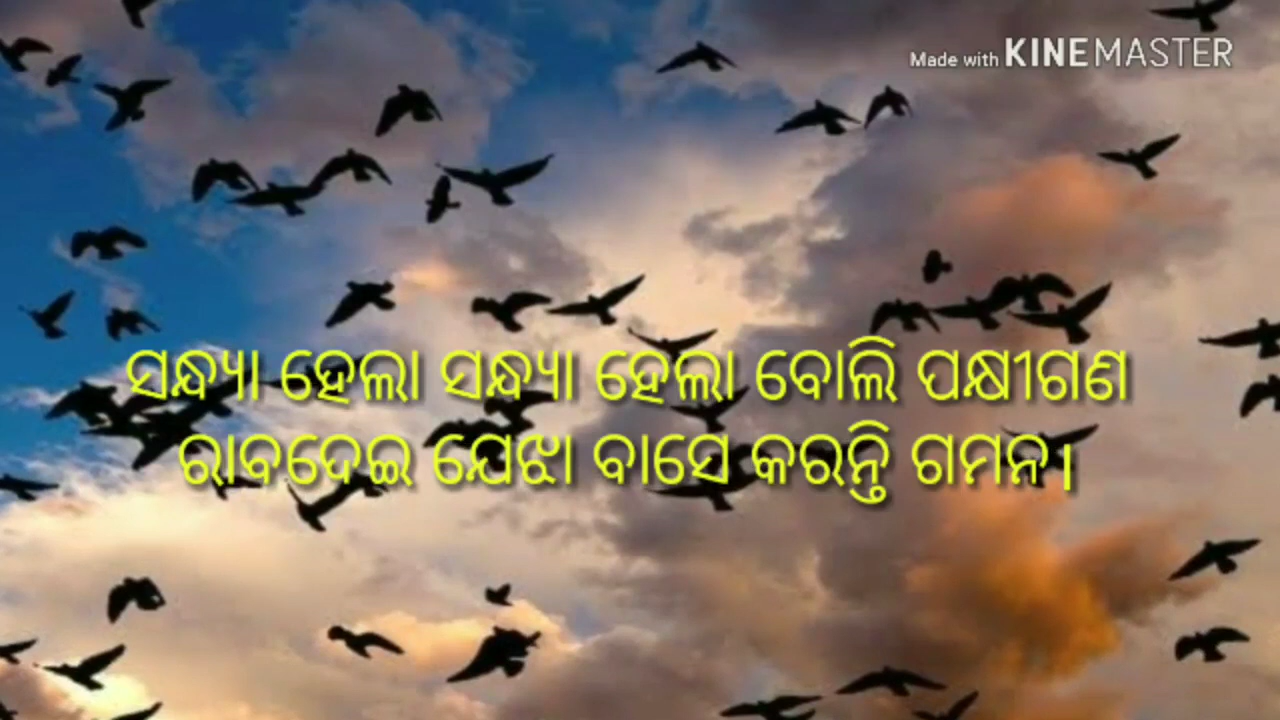 Made with KINEMASTER
ସନ୍ଧ୍ୟା ହେଲା ସନ୍ଧ୍ୟା ହେଲା ବୋଲି ପକ୍ଷୀଗଣ
ରାବଦେଇ ଯେଝା ବାସେ କରନ୍ତି ଗମନ।